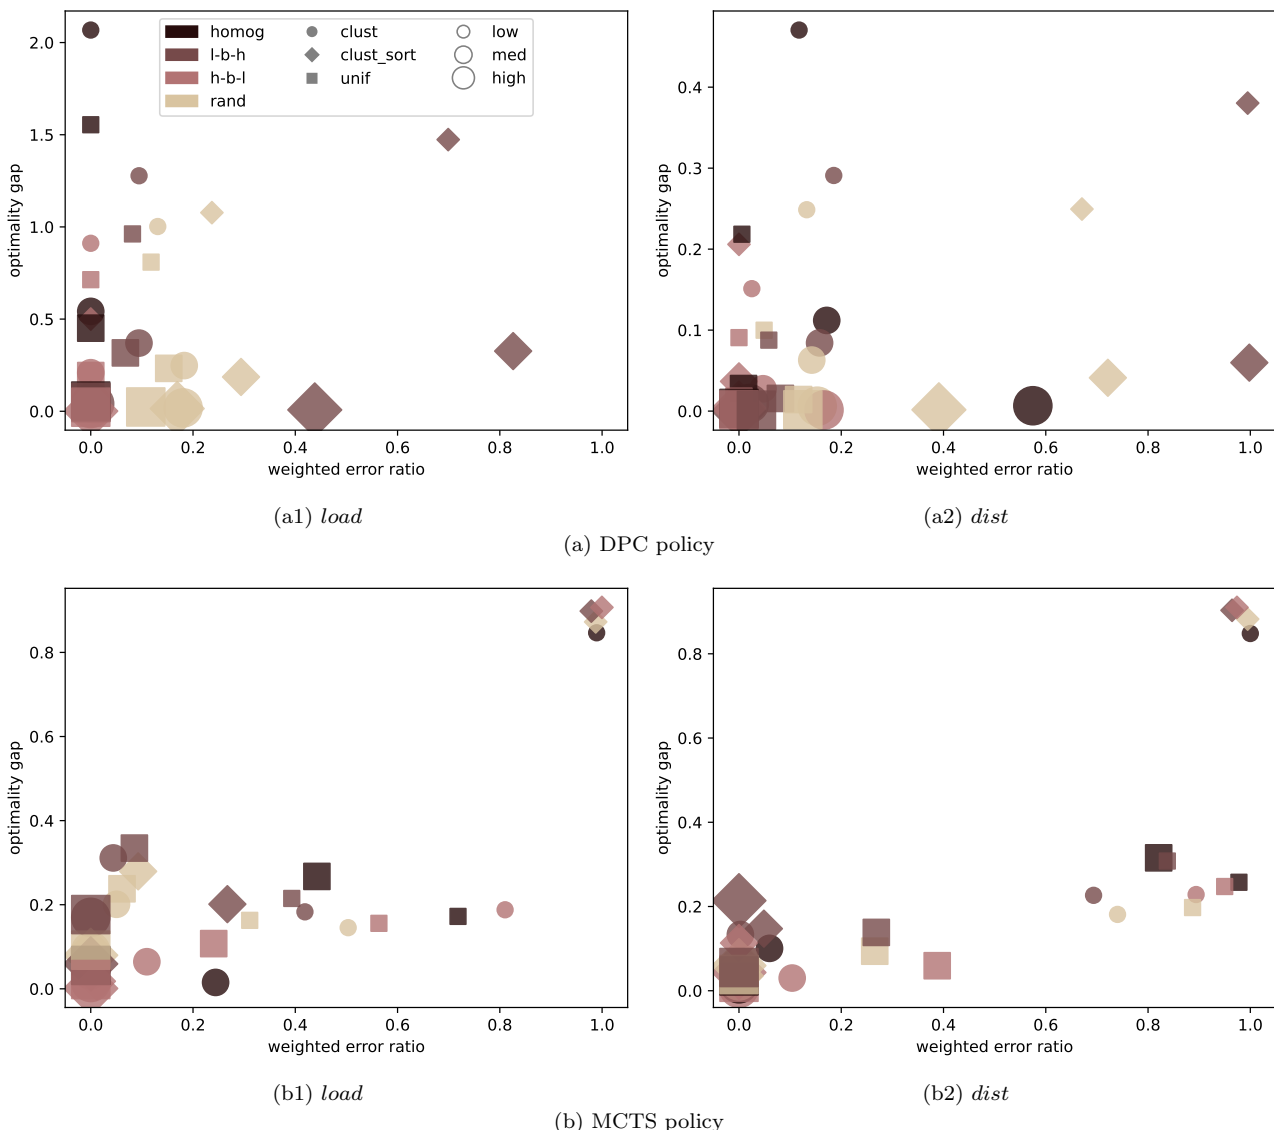 homog
l-b-h
h-b-l
rand
clust
clust_sort
unif
low
med
high
optimality gap
2.0
1.5
1.0
0.5
0.0
0.0 0.2 0.4 0.6 0.8 1.0
weighted error ratio
(a1) load
optimality gap
0.4
0.3
0.2
0.1
0.0
0.0 0.2 0.4 0.6 0.8 1.0
weighted error ratio
(a2) dist
(a) DPC policy
optimality gap
0.8
0.6
0.4
0.2
0.0
0.0 0.2 0.4 0.6 0.8 1.0
weighted error ratio
(b1) load
optimality gap
0.8
0.6
0.4
0.2
0.0
0.0 0.2 0.4 0.6 0.8 1.0
weighted error ratio
(b2) dist
(b) MCTS policy